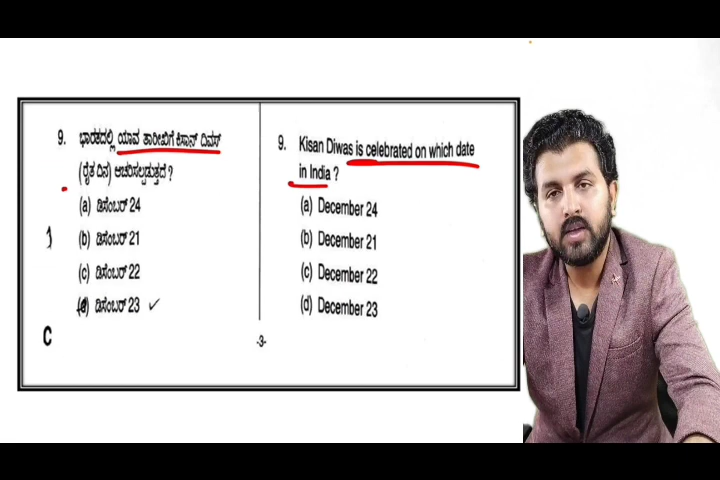 9. ಭಾರತದಲ್ಲಿ ಯಾವ ತಾರೀಖಿಗೆ ಕಿಸಾನ್ ದಿವಸ್
(ರೈತ ದಿನ) ಆಚರಿಸಲ್ಪಡುತ್ತದೆ ?
(a) ಡಿಸೆಂಬರ್ 24
(b) ಡಿಸೆಂಬರ್ 21
(c) ಡಿಸೆಂಬರ್ 22
(d) ಡಿಸೆಂಬರ್ 23
C
9. Kisan Diwas is celebrated on which date
in India ?
(a) December 24
(b) December 21
(c) December 22
(d) December 23
-3-